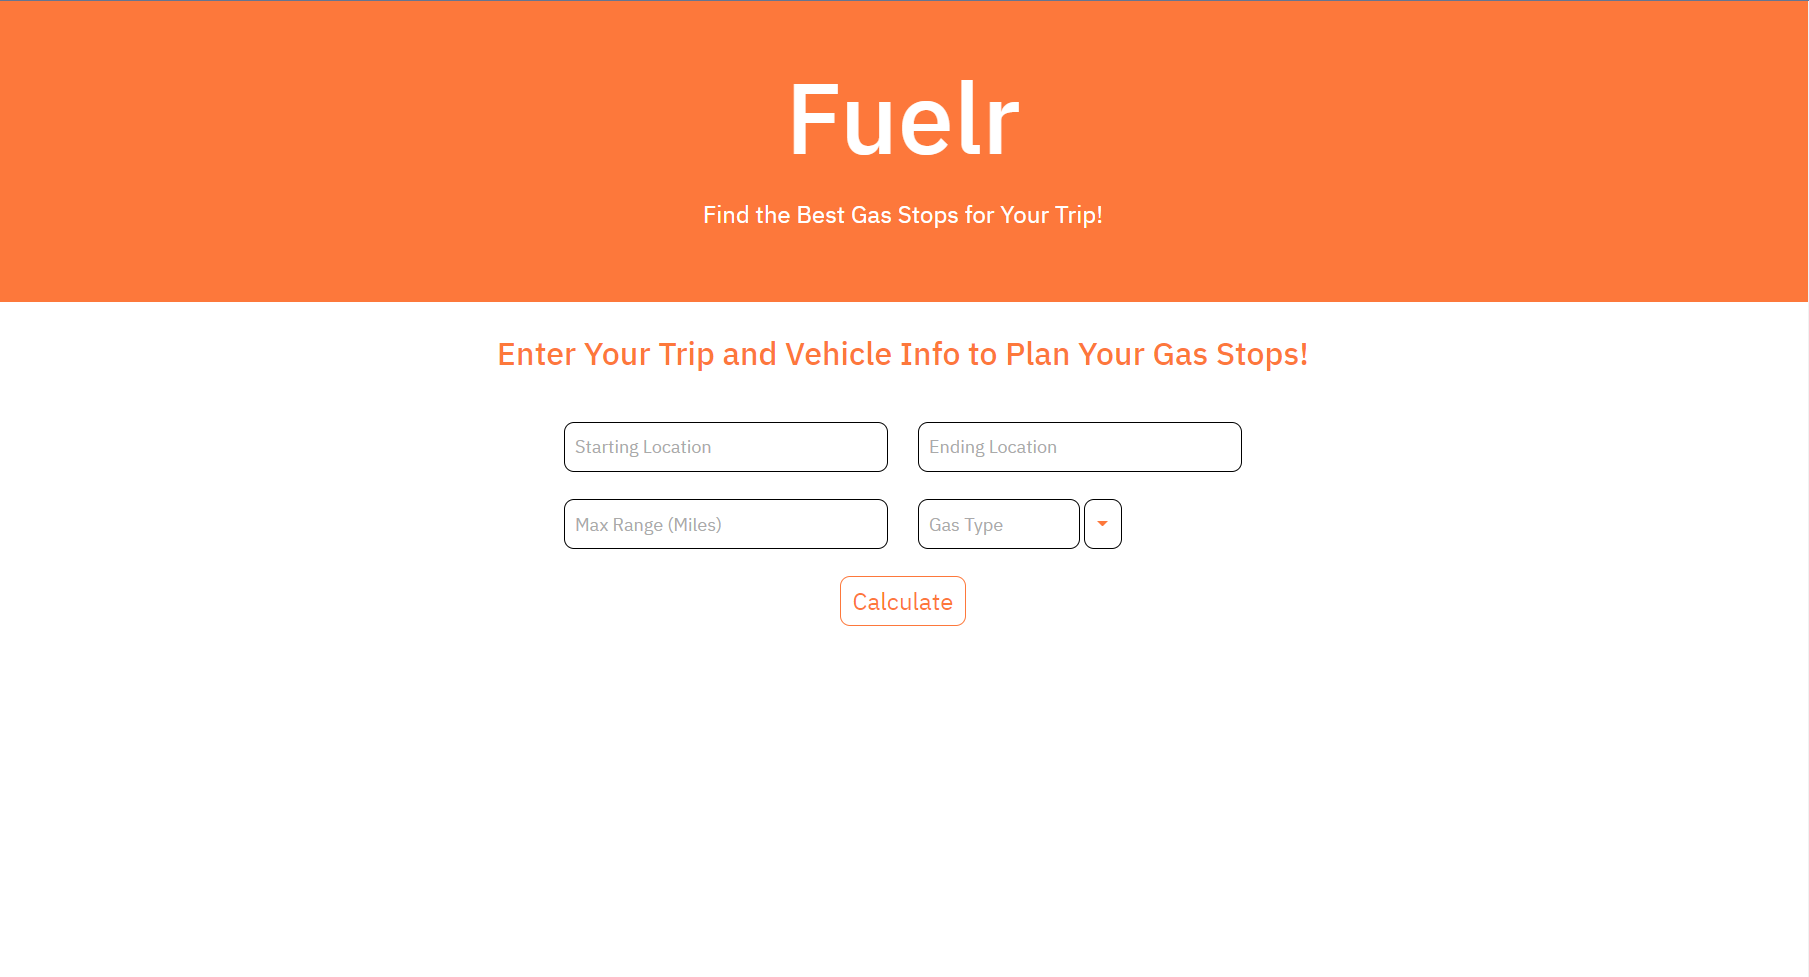 Fuelr
Find the Best Gas Stops for Your Trip!
Enter Your Trip and Vehicle Info to Plan Your Gas Stops!
Starting Location
Ending Location
Max Range (Miles)
Gas Type
Calculate